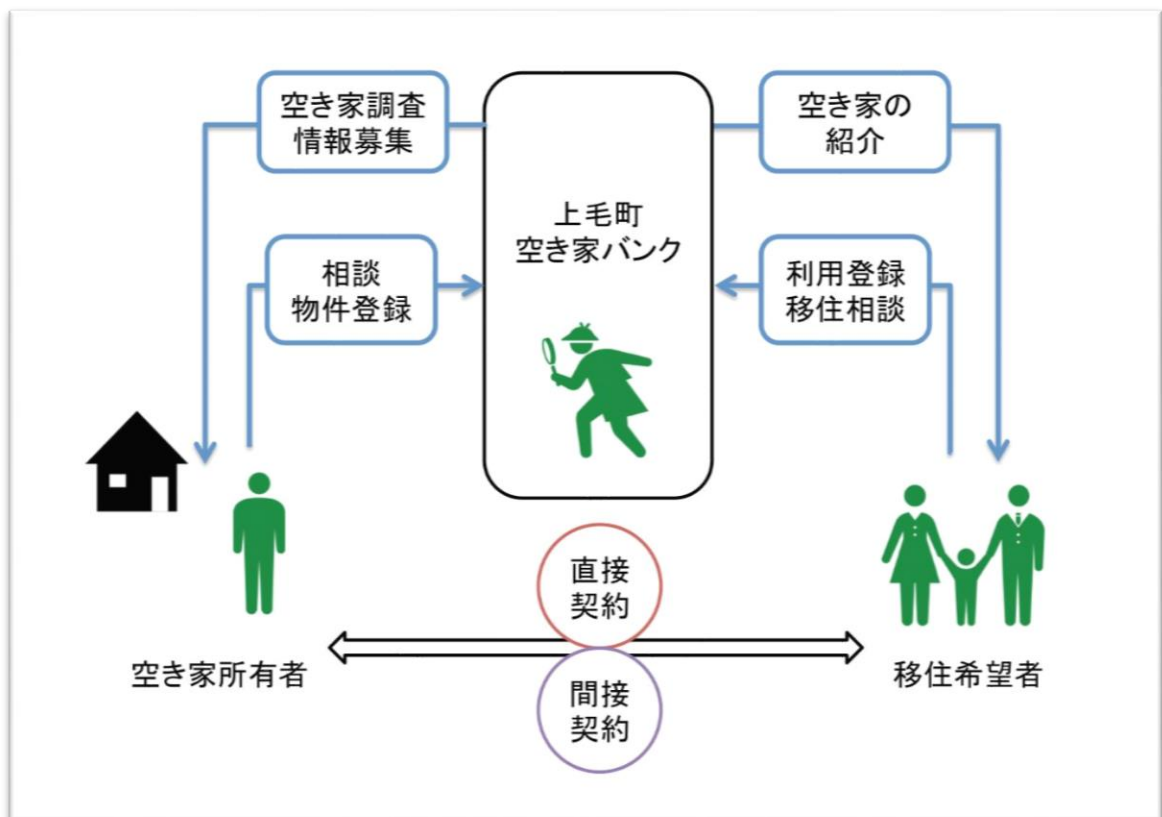 空き家調査
情報募集
空き家の
紹介
上毛町
空き家バンク
相談
物件登録
利用登録
移住相談
直接
契約
空き家所有者
移住希望者
間接
契約